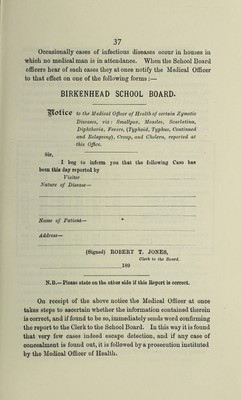 37
Occasionally cases of infectious diseases occur in houses in
which no medical man is in attendance. When the School Board
officers hear of such cases they at once notify the Medical Officer
to that effect on one of the following forms :—
BIRKENHEAD SCHOOL BOARD.
Notice to the Medical Officer of Health of certain Zymotic
Diseases, viz: Smallpox, Measles, Scarlatina,
Diphtheria, Fevers, (Typhoid, Typhus, Continued
and Relapsing), Croup, and Cholera, reported at
this Office.
Sir,
I beg to inform you that the following Case has
been this day reported by
Visitor
Nature of Disease—
Name of Patient—
Address—
(Signed) ROBERT T. JONES,
Clerk to the Board.
188
N.B.—Please state on the other side if this Report is correct.
On receipt of the above notice the Medical Officer at once
takes steps to ascertain whether the information contained therein
is correct, and if found to be so, immediately sends word confirming
the report to the Clerk to the School Board. In this way it is found
that very few cases indeed escape detection, and if any case of
concealment is found out, it is followed by a prosecution instituted
by the Medical Officer of Health.